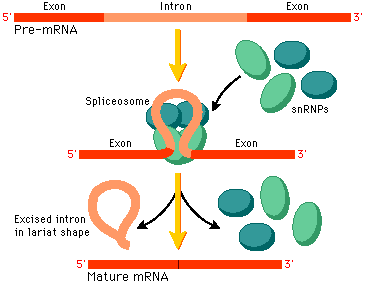 Exon Intron Exon
5' 3'
Pre-mRNA
Spliceosome
snRNPs
Exon Exon
5' 3'
Excised intron
in lariat shape
5' 3'
Mature mRNA